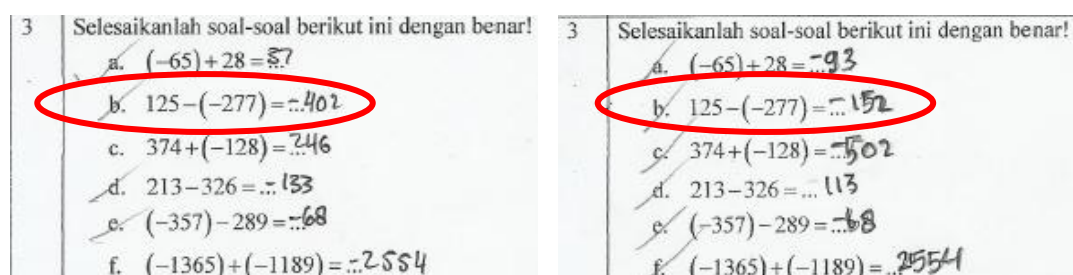 3 Selesaikanlah soal-soal berikut ini dengan benar!
a. (−65)+28 = 37
b. 125−(−277) = -402
c. 374+(−128) = 246
d. 213−326 = -133
e. (−357)−289 = -68
f. (−1365)+(−1189) = -2554
3 Selesaikanlah soal-soal berikut ini dengan benar!
a. (−65)+28 = -93
b. 125−(−277) = -152
c. 374+(−128) = -502
d. 213−326 = ... 113
e. (−357)−289 = -68
f. (−1365)+(−1189) = ..2554